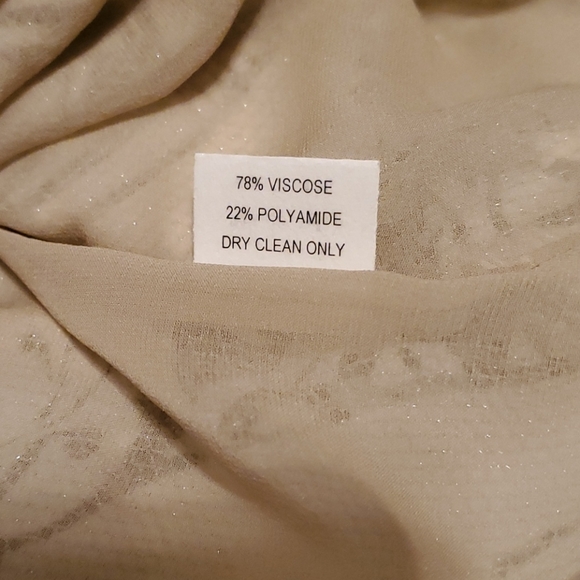 78% VISCOSE
22% POLYAMIDE
DRY CLEAN ONLY